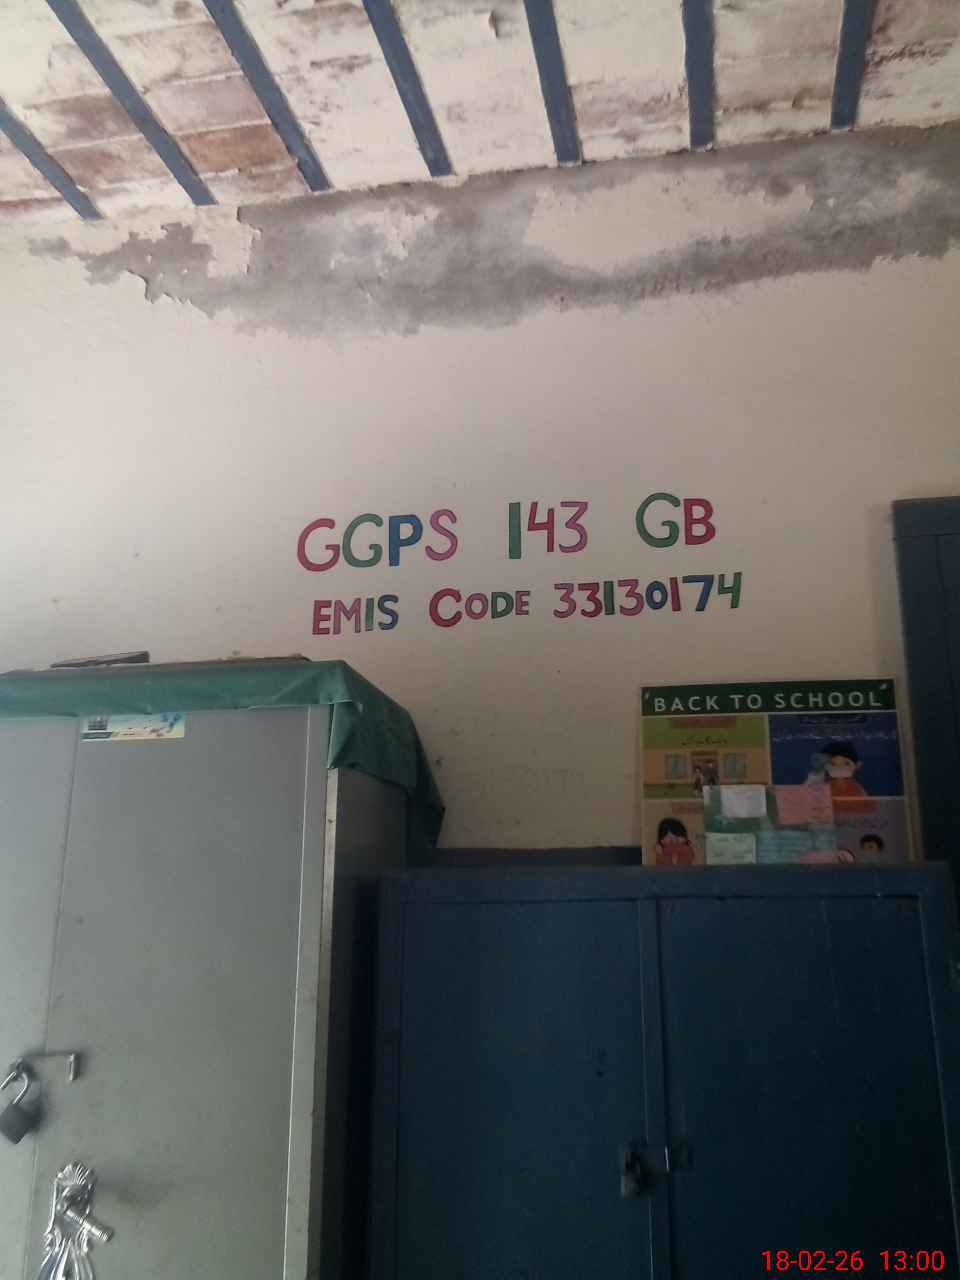 GGPS 143 GB
EMIS CODE 33130174
"BACK TO SCHOOL"
18-02-26 13:00